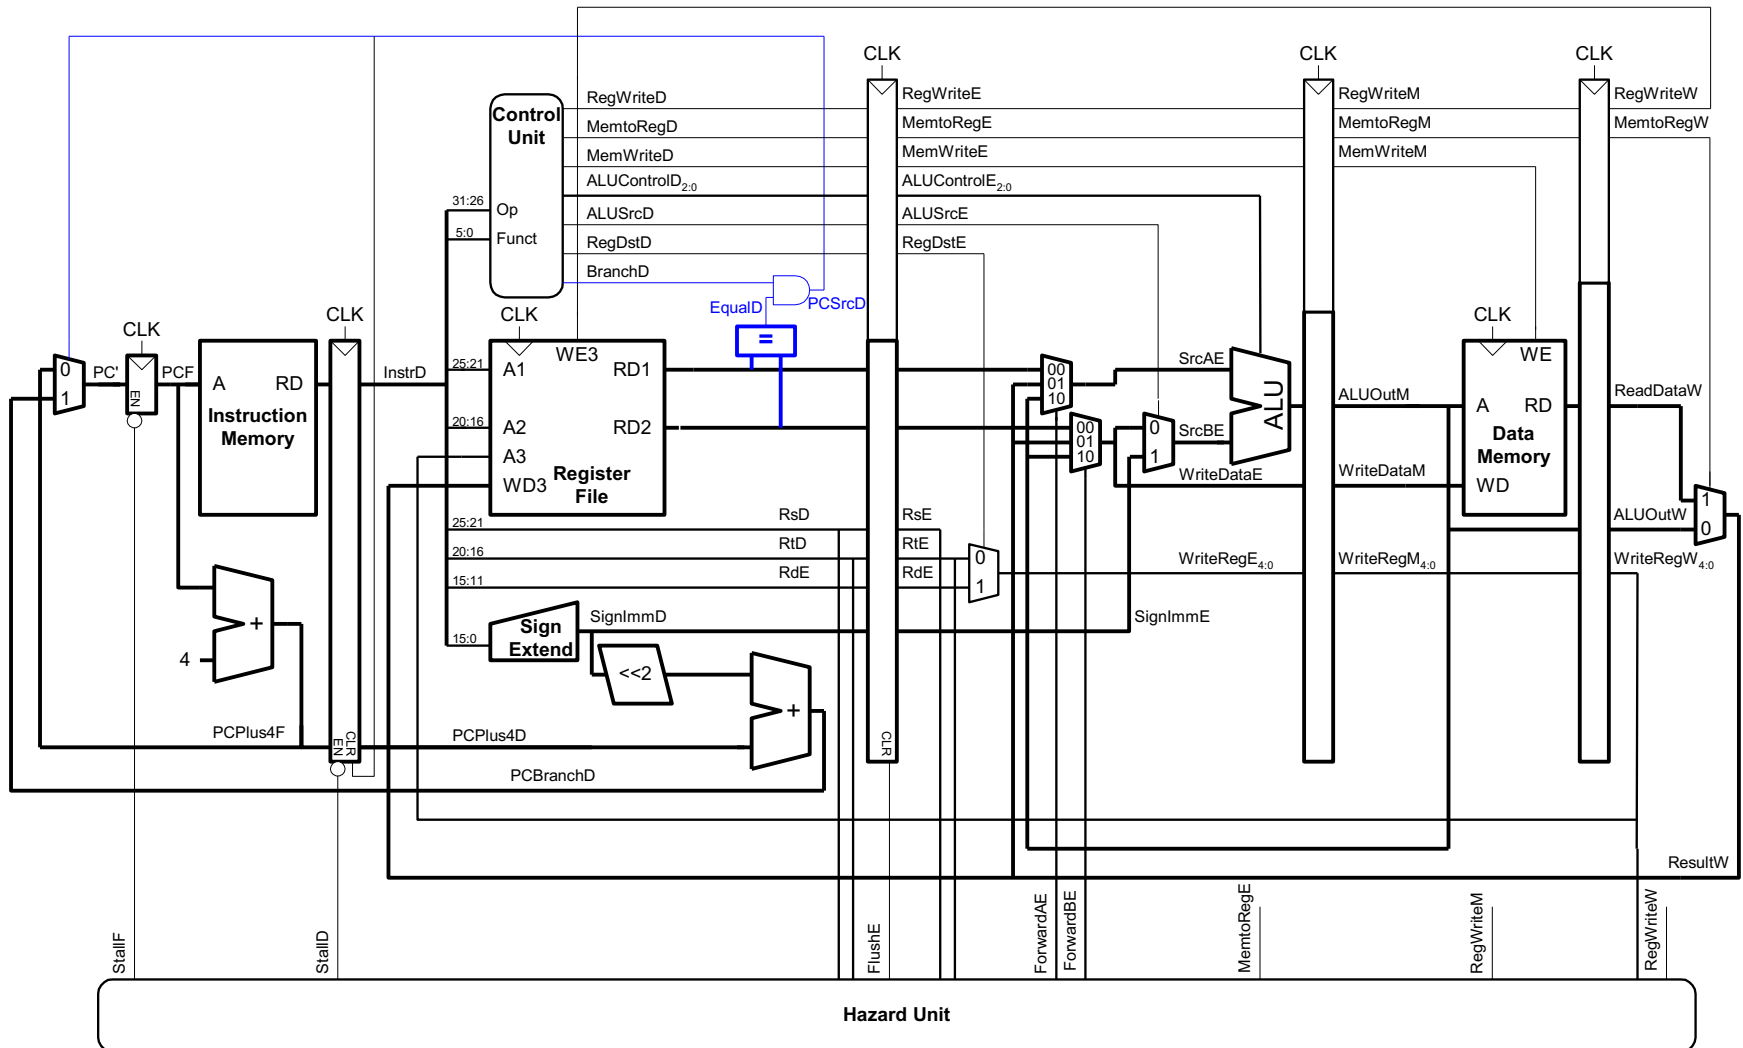 CLK
CLK
CLK
RegWriteD
RegWriteE
RegWriteM
RegWriteW
Control
Unit
MemtoRegD
MemtoRegE
MemtoRegM
MemtoRegW
MemWriteD
MemWriteE
MemWriteM
ALUControlD2:0
ALUControlE2:0
31:26
Op
ALUSrcD
ALUSrcE
5:0
Funct
RegDstD
RegDstE
BranchD
EqualD
PCSrcD
CLK
CLK
CLK
CLK
=
WE3
WE
0
1
PC'
PCF
EN
A
RD
Instruction
Memory
InstrD
25:21
A1
RD1
20:16
A2
RD2
A3
WD3
Register
File
00
01
10
00
01
10
SrcAE
0
1
SrcBE
ALU
ALUOutM
A
RD
Data
Memory
WD
ReadDataW
WriteDataE
WriteDataM
1
0
ALUOutW
25:21
RsD
RsE
20:16
RtD
RtE
15:11
RdE
RdE
0
1
WriteRegE4:0
WriteRegM4:0
WriteRegW4:0
+
4
15:0
Sign
Extend
SignImmD
SignImmE
<<2
+
PCPlus4F
EN
CLR
PCPlus4D
CLR
PCBranchD
ResultW
StallF
StallD
FlushE
ForwardAE
ForwardBE
MemtoRegE
RegWriteM
RegWriteW
Hazard Unit